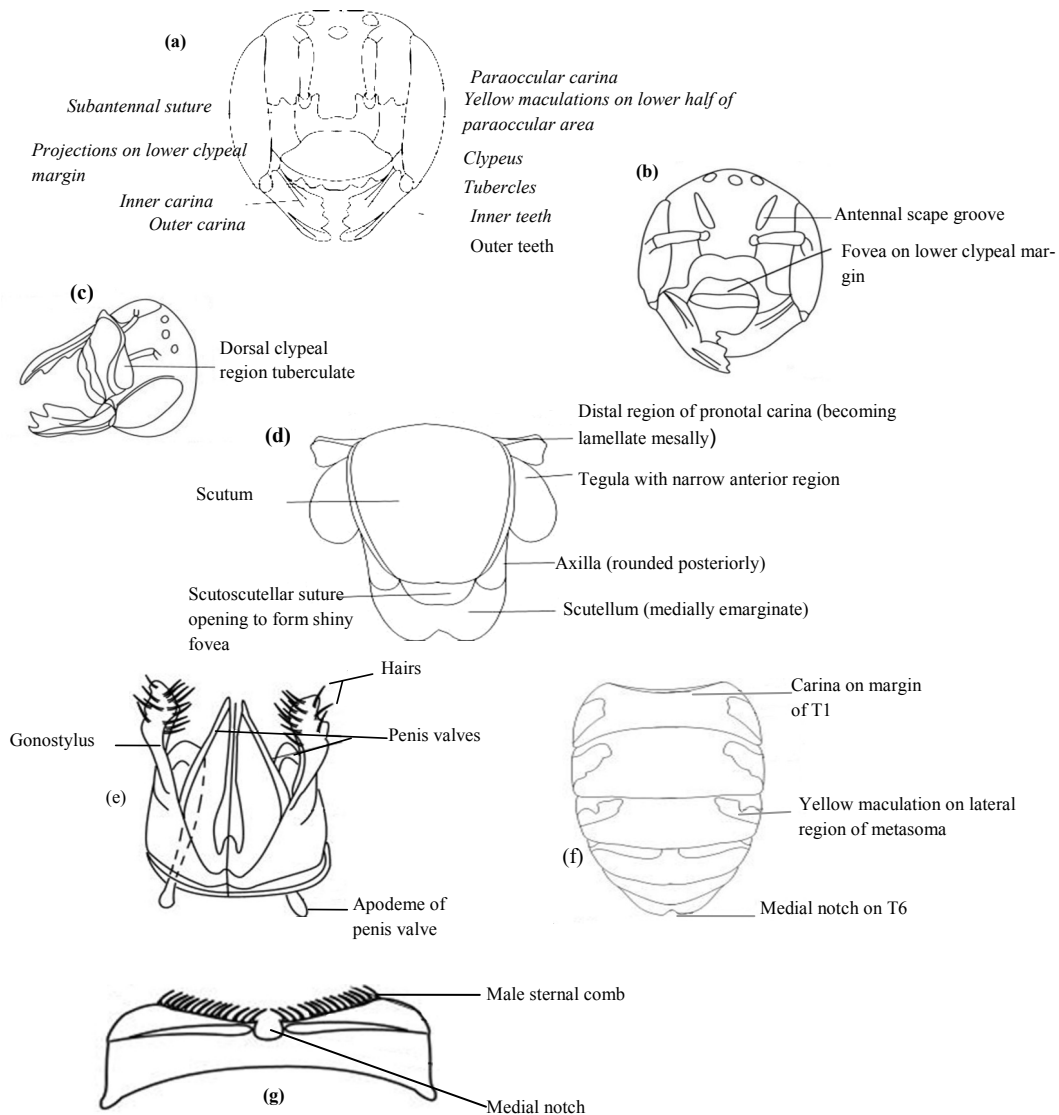 (a)
Subantennal suture
Projections on lower clypeal
margin
Inner carina
Outer carina
Paraoccular carina
Yellow maculations on lower half of
paraoccular area
Clypeus
Tubercles
Inner teeth
Outer teeth
(b)
Antennal scape groove
Fovea on lower clypeal mar-
gin
(c)
Dorsal clypeal
region tuberculate
(d)
Scutum
Scutoscutellar suture
opening to form shiny
fovea
Distal region of pronotal carina (becoming
lamellate mesally)
Tegula with narrow anterior region
Axilla (rounded posteriorly)
Scutellum (medially emarginate)
Hairs
Gonostylus
Penis valves
(e)
Apodeme of
penis valve
Carina on margin
of T1
Yellow maculation on lateral
region of metasoma
(f)
Medial notch on T6
Male sternal comb
(g)
Medial notch